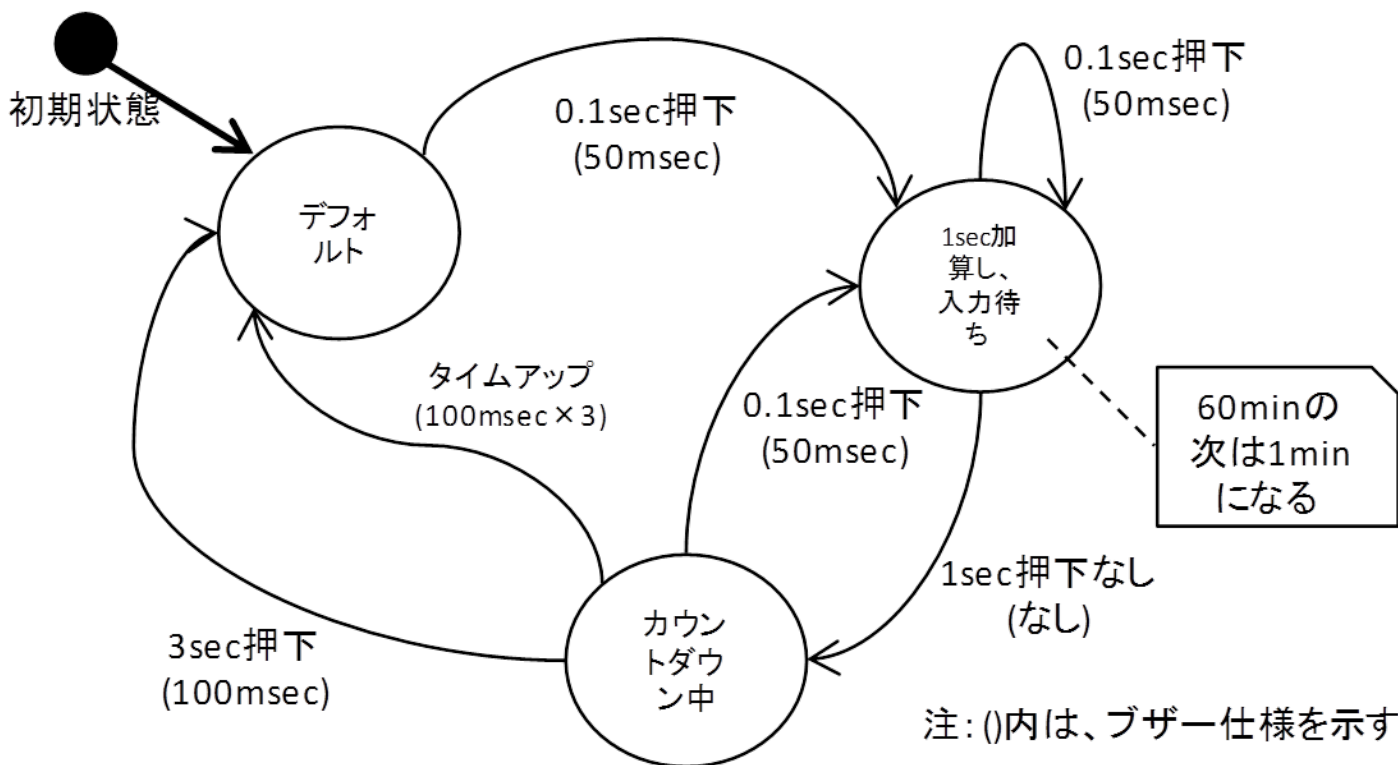 初期状態
0.1sec押下
(50msec)
0.1sec押下
(50msec)
デフォ
ルト
1sec加
算し、
入力待
ち
タイムアップ
(100msec×3)
0.1sec押下
(50msec)
60minの
次は1min
になる
1sec押下なし
(なし)
3sec押下
(100msec)
カウン
トダウ
ン中
注：()内は、ブザー仕様を示す